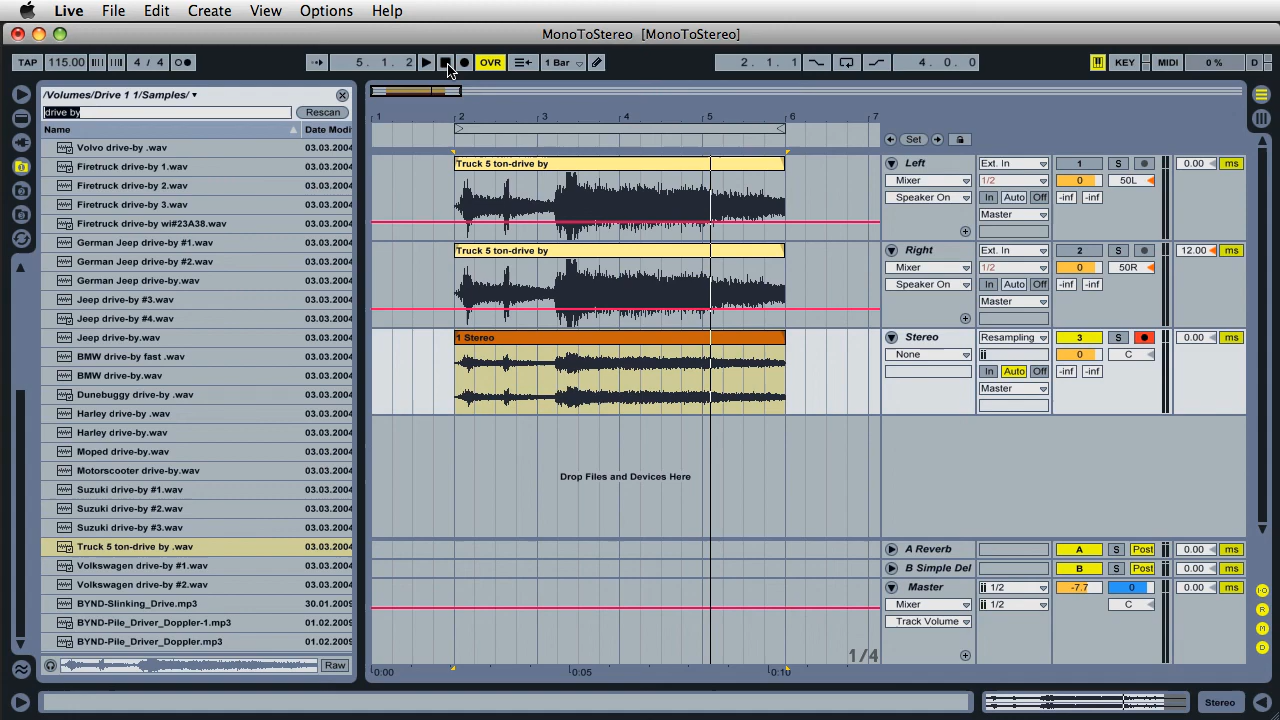 Live File Edit Create View Options Help
MonoToStereo [MonoToStereo]
TAP 115.00 4 / 4 5. 1. 2 OVR 1 Bar 2. 1. 1 4. 0. 0 KEY MIDI 0 % D
/Volumes/Drive 1 1/Samples/
drive by Rescan
Name Date Modi
Volvo drive-by .wav 03.03.2004
Firetruck drive-by 1.wav 03.03.2004
Firetruck drive-by 2.wav 03.03.2004
Firetruck drive-by 3.wav 03.03.2004
Firetruck drive-by wi#23A38.wav 03.03.2004
German Jeep drive-by #1.wav 03.03.2004
German Jeep drive-by #2.wav 03.03.2004
German Jeep drive-by.wav 03.03.2004
Jeep drive-by #3.wav 03.03.2004
Jeep drive-by #4.wav 03.03.2004
Jeep drive-by.wav 03.03.2004
BMW drive-by fast .wav 03.03.2004
BMW drive-by.wav 03.03.2004
Dunebuggy drive-by .wav 03.03.2004
Harley drive-by .wav 03.03.2004
Harley drive-by.wav 03.03.2004
Moped drive-by.wav 03.03.2004
Motorscooter drive-by.wav 03.03.2004
Suzuki drive-by #1.wav 03.03.2004
Suzuki drive-by #2.wav 03.03.2004
Suzuki drive-by #3.wav 03.03.2004
Truck 5 ton-drive by .wav 03.03.2004
Volkswagen drive-by #1.wav 03.03.2004
Volkswagen drive-by #2.wav 03.03.2004
BYND-Slinking_Drive.mp3 30.01.2009
BYND-Pile_Driver_Doppler-1.mp3 01.02.2009
BYND-Pile_Driver_Doppler.mp3 01.02.2009
Raw
1 2 3 4 5 6 7
Set
Truck 5 ton-drive by
Left Ext. In 1 S 0.00 ms
Mixer 1/2 0 50L
Speaker On In Auto Off -inf -inf
Master
Truck 5 ton-drive by
Right Ext. In 2 S 12.00 ms
Mixer 1/2 0 50R
Speaker On In Auto Off -inf -inf
Master
1 Stereo
Stereo Resampling 3 S 0.00 ms
None 0 C
In Auto Off -inf -inf
Master
Drop Files and Devices Here
A Reverb A S Post 0.00 ms
B Simple Del B S Post 0.00 ms
Master 1/2 -7.7 0 0.00 ms
Mixer 1/2 C
Track Volume
1/4
0:00 0:05 0:10
I-O
R
M
D
Stereo